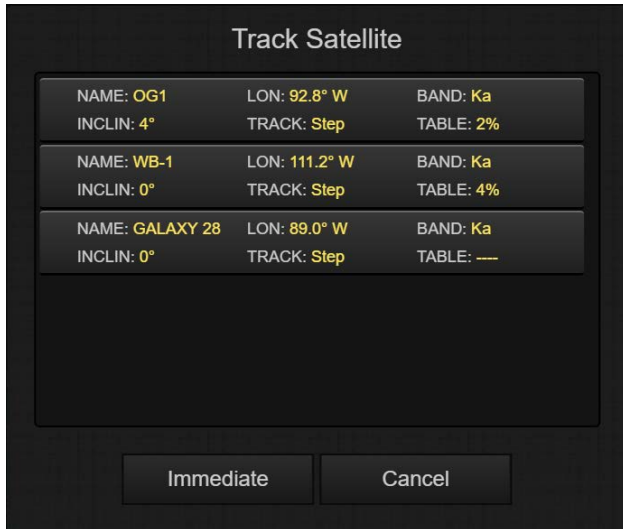 Track Satellite
NAME: OG1 LON: 92.8° W BAND: Ka
INCLIN: 4° TRACK: Step TABLE: 2%
NAME: WB-1 LON: 111.2° W BAND: Ka
INCLIN: 0° TRACK: Step TABLE: 4%
NAME: GALAXY 28 LON: 89.0° W BAND: Ka
INCLIN: 0° TRACK: Step TABLE: ----
Immediate Cancel